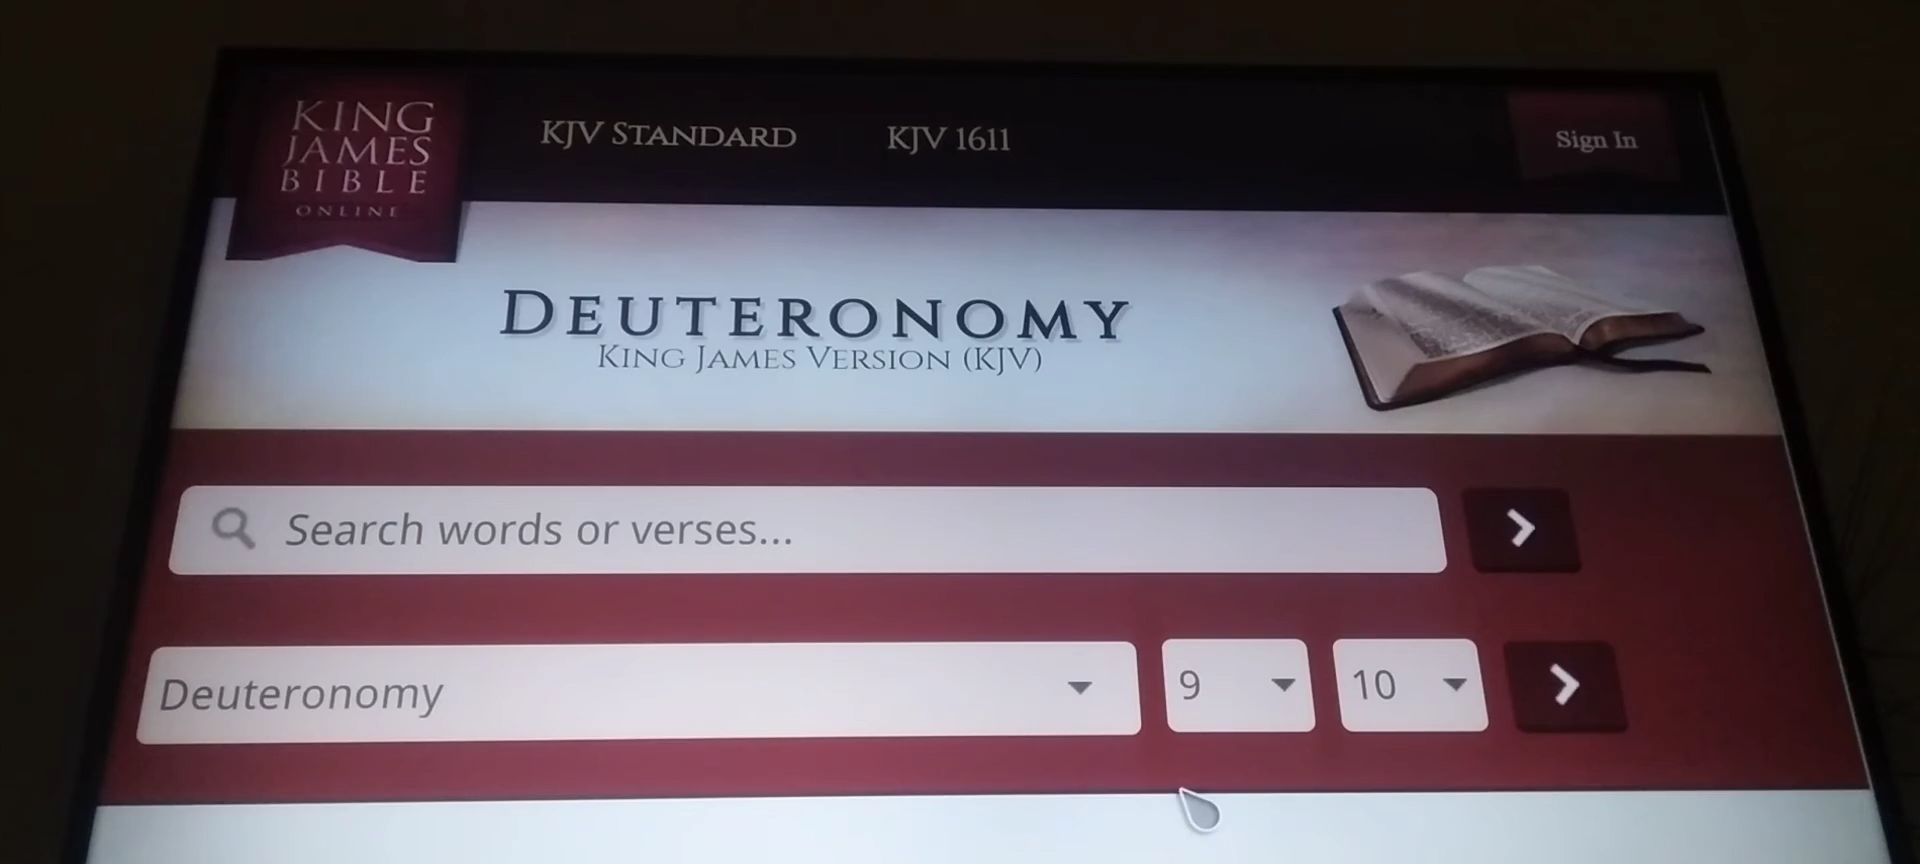 KING
JAMES
BIBLE
ONLINE
KJV STANDARD
KJV 1611
Sign In
DEUTERONOMY
KING JAMES VERSION (KJV)
Search words or verses...
Deuteronomy
9
10